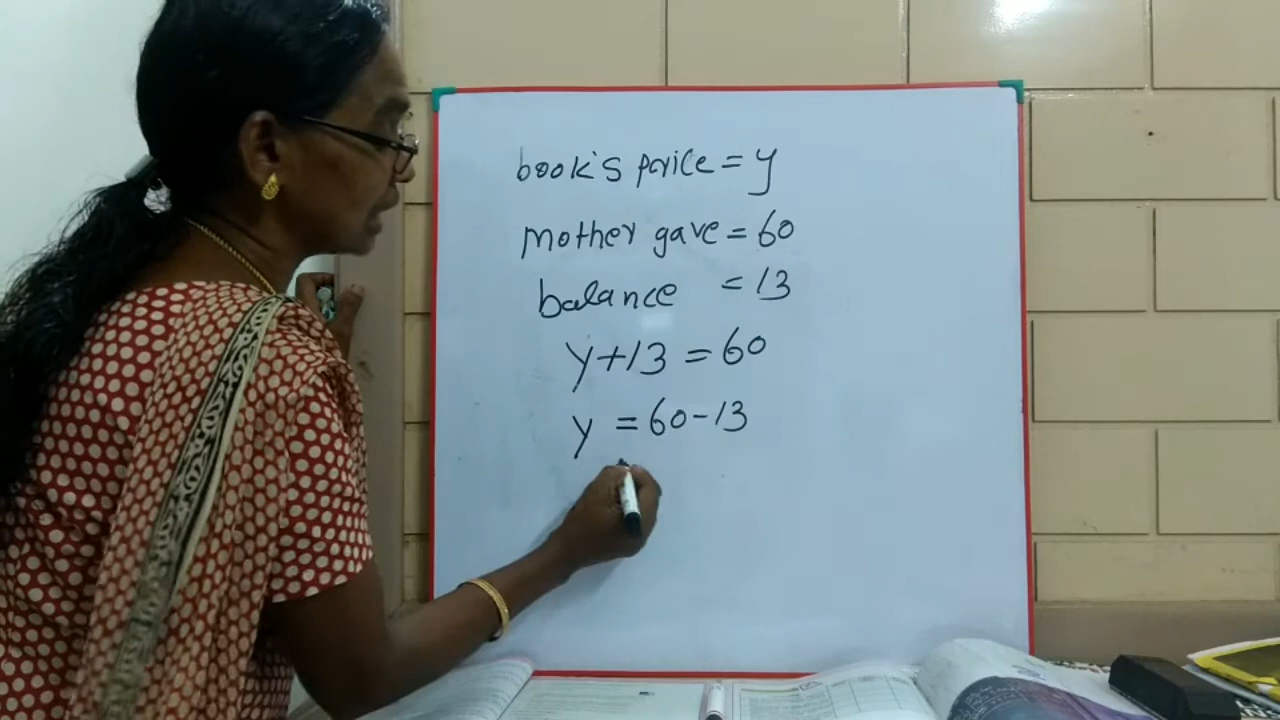 book's price = y
mother gave = 60
balance = 13
y+13 = 60
y = 60-13